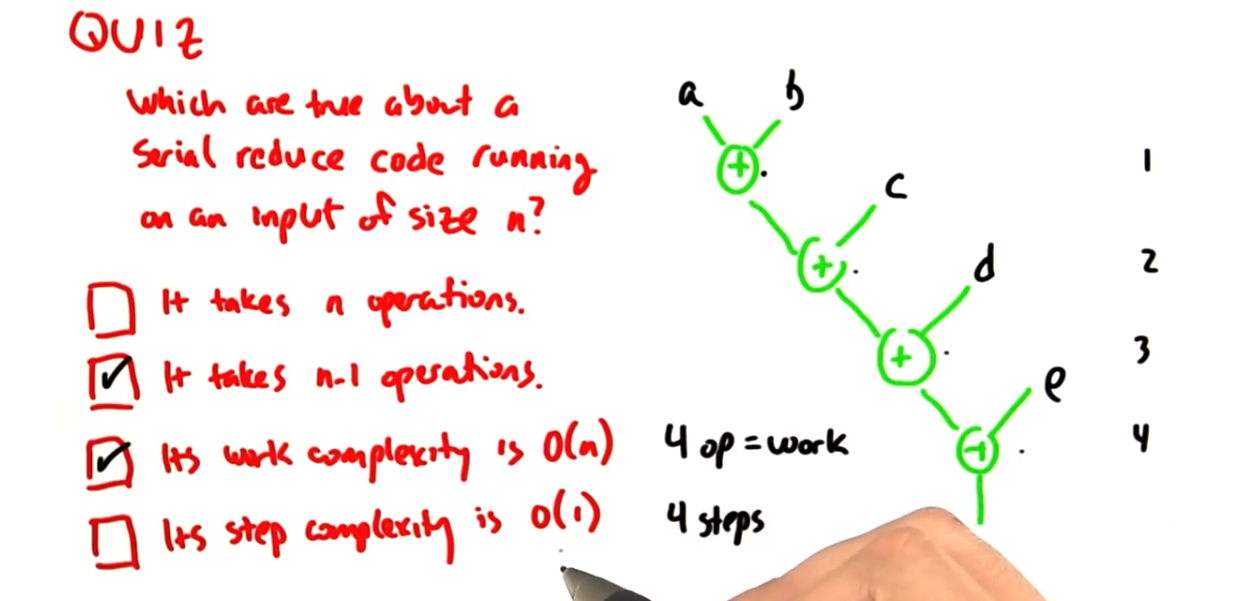 QUIZ
Which are true about a
serial reduce code running
on an input of size n?
It takes n operations.
It takes n-1 operations.
Its work complexity is O(n)
Its step complexity is O(1)
a b
+
1
c
+
2
d
+
3
e
+
4
4 op = work
4 steps